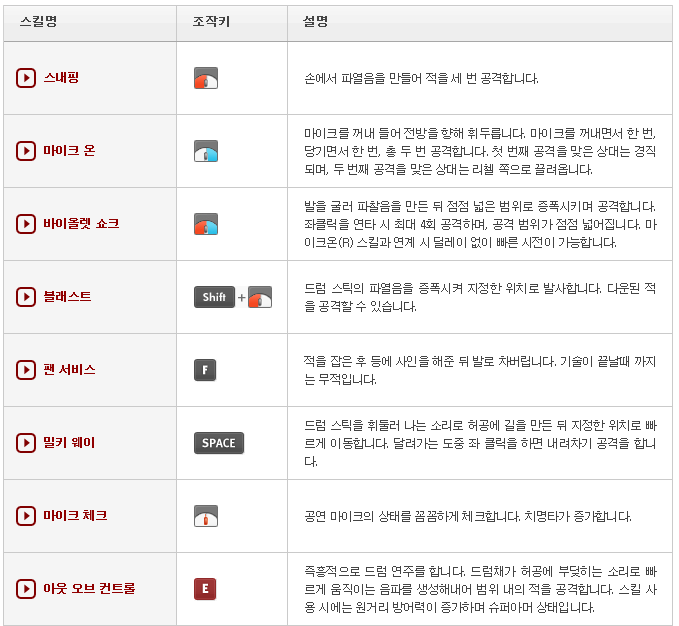 스킬명 조작키 설명
스내핑 손에서 파열음을 만들어 적을 세 번 공격합니다.
마이크 온 마이크를 꺼내 들어 전방을 향해 휘두릅니다. 마이크를 꺼내면서 한 번,
당기면서 한 번, 총 두 번 공격합니다. 첫 번째 공격을 맞은 상대는 경직
되며, 두 번째 공격을 맞은 상대는 리첼 쪽으로 끌려옵니다.
바이올렛 쇼크 발을 굴러 파찰음을 만든 뒤 점점 넓은 범위로 증폭시키며 공격합니다.
좌클릭을 연타 시 최대 4회 공격하며, 공격 범위가 점점 넓어집니다. 마
이크온(R) 스킬과 연계 시 딜레이 없이 빠른 시전이 가능합니다.
블래스트 Shift + 드럼 스틱의 파열음을 증폭시켜 지정한 위치로 발사합니다. 다운된 적
을 공격할 수 있습니다.
팬 서비스 F 적을 잡은 후 등에 사인을 해준 뒤 발로 차버립니다. 기술이 끝날때 까지
는 무적입니다.
밀키 웨이 SPACE 드럼 스틱을 휘둘러 나는 소리로 허공에 길을 만든 뒤 지정한 위치로 빠
르게 이동합니다. 달려가는 도중 좌 클릭을 하면 내려차기 공격을 합니
다.
마이크 체크 공연 마이크의 상태를 꼼꼼하게 체크합니다. 치명타가 증가합니다.
아웃 오브 컨트롤 E 즉흥적으로 드럼 연주를 합니다. 드럼채가 허공에 부딪히는 소리로 빠
르게 움직이는 음파를 생성해내어 범위 내의 적을 공격합니다. 스킬 사
용 시에는 원거리 방어력이 증가하며 슈퍼아머 상태입니다.